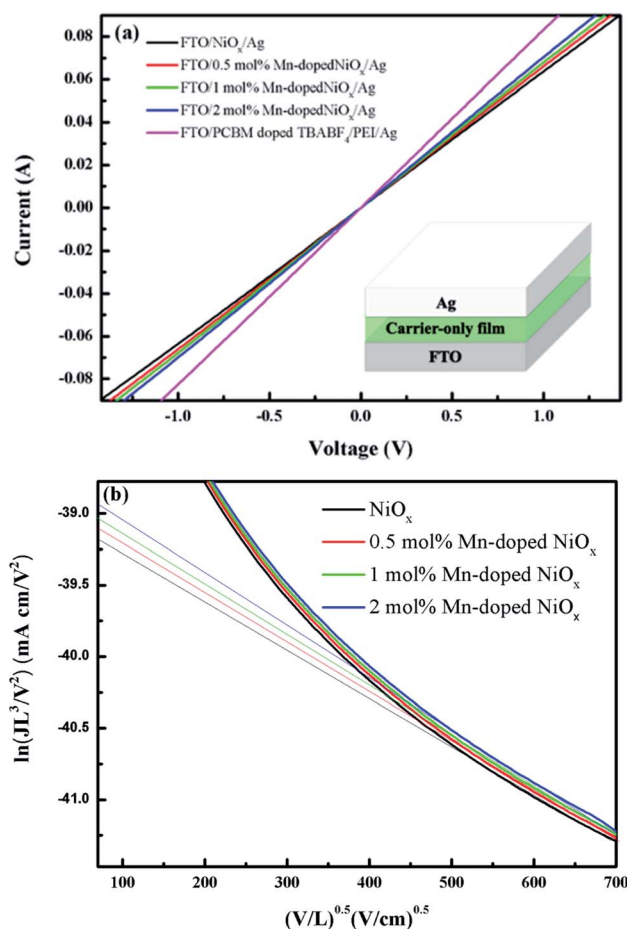 (a)
FTO/NiOₓ/Ag
FTO/0.5 mol% Mn-dopedNiOₓ/Ag
FTO/1 mol% Mn-dopedNiOₓ/Ag
FTO/2 mol% Mn-dopedNiOₓ/Ag
FTO/PCBM doped TBABF₄/PEI/Ag
0.08
0.06
0.04
0.02
0.00
-0.02
-0.04
-0.06
-0.08
Current (A)
Ag
Carrier-only film
FTO
-1.0
-0.5
0.0
0.5
1.0
Voltage (V)
(b)
NiOₓ
0.5 mol% Mn-doped NiOₓ
1 mol% Mn-doped NiOₓ
2 mol% Mn-doped NiOₓ
-39.0
-39.5
-40.0
-40.5
-41.0
ln(JL³/V²) (mA cm/V²)
100
200
300
400
500
600
700
(V/L)⁰·⁵(V/cm)⁰·⁵